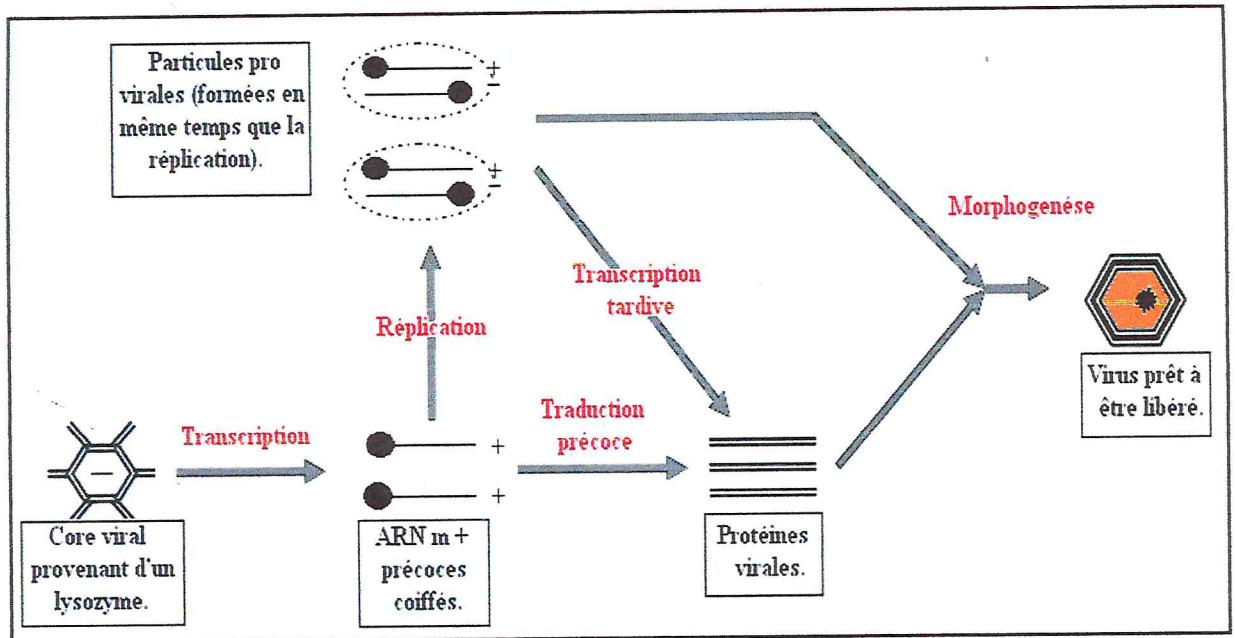 Particules pro
virales (formées en
même temps que la
réplication).
+
−
+
−
Morphogenése
Transcription
tardive
Réplication
Virus prêt à
être libéré.
Transcription
Traduction
précoce
+
+
Core viral
provenant d'un
lysozyme.
ARN m +
précoces
coiffés.
Protéines
virales.